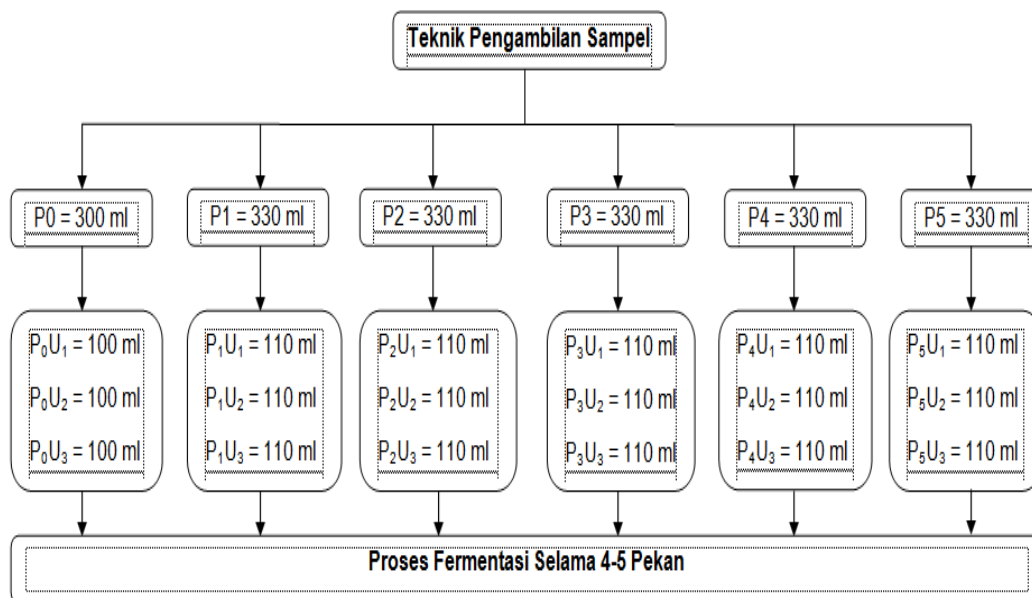 Teknik Pengambilan Sampel
P0 = 300 ml
P1 = 330 ml
P2 = 330 ml
P3 = 330 ml
P4 = 330 ml
P5 = 330 ml
P₀U₁ = 100 ml
P₀U₂ = 100 ml
P₀U₃ = 100 ml
P₁U₁ = 110 ml
P₁U₂ = 110 ml
P₁U₃ = 110 ml
P₂U₁ = 110 ml
P₂U₂ = 110 ml
P₂U₃ = 110 ml
P₃U₁ = 110 ml
P₃U₂ = 110 ml
P₃U₃ = 110 ml
P₄U₁ = 110 ml
P₄U₂ = 110 ml
P₄U₃ = 110 ml
P₅U₁ = 110 ml
P₅U₂ = 110 ml
P₅U₃ = 110 ml
Proses Fermentasi Selama 4-5 Pekan